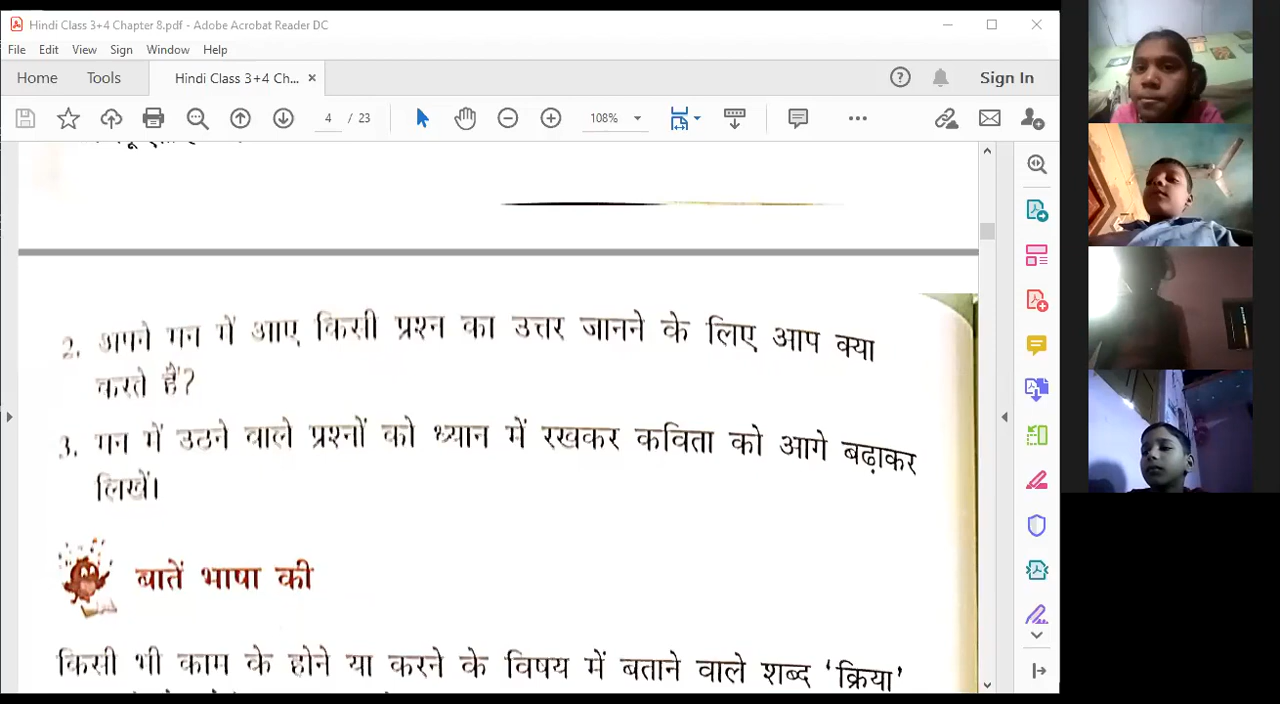 Hindi Class 3+4 Chapter 8.pdf - Adobe Acrobat Reader DC
File Edit View Sign Window Help
Home Tools Hindi Class 3+4 Ch... × Sign In
4 / 23 108%
2. अपने मन में आए किसी प्रश्न का उत्तर जानने के लिए आप क्या
करते हैं?
3. मन में उठने वाले प्रश्नों को ध्यान में रखकर कविता को आगे बढ़ाकर
लिखें।
बातें भाषा की
किसी भी काम के होने या करने के विषय में बताने वाले शब्द 'क्रिया'